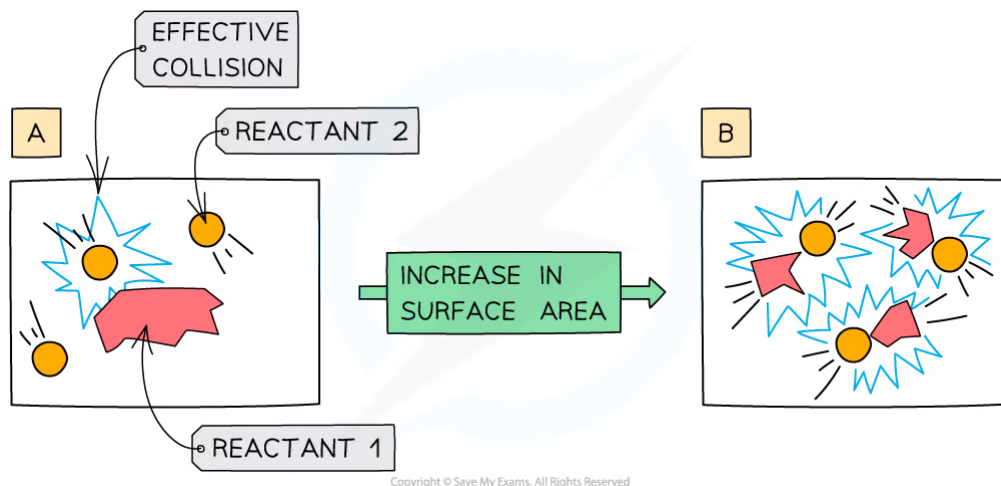 EFFECTIVE
COLLISION
A
REACTANT 2
B
INCREASE IN
SURFACE AREA
REACTANT 1
Copyright © Save My Exams. All Rights Reserved